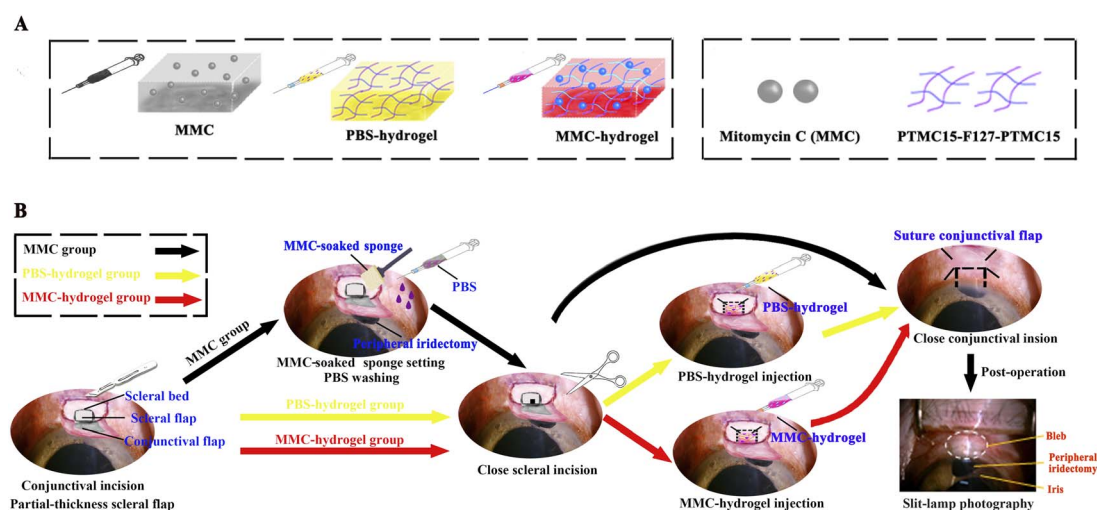 A
MMC
PBS-hydrogel
MMC-hydrogel
Mitomycin C (MMC)
PTMC15-F127-PTMC15
B
MMC group
PBS-hydrogel group
MMC-hydrogel group
MMC group
MMC-soaked sponge
PBS
Peripheral iridectomy
MMC-soaked sponge setting
PBS washing
Scleral bed
Scleral flap
Conjunctival flap
Conjunctival incision
Partial-thickness scleral flap
PBS-hydrogel group
MMC-hydrogel group
Close scleral incision
PBS-hydrogel
PBS-hydrogel injection
MMC-hydrogel
MMC-hydrogel injection
Suture conjunctival flap
Close conjunctival insion
Post-operation
Bleb
Peripheral
iridectomy
Iris
Slit-lamp photography